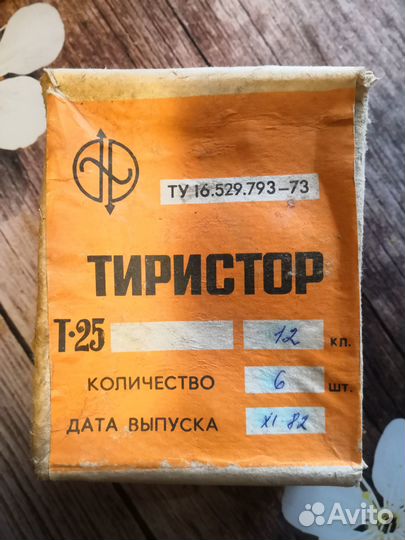 ТУ 16.529.793-73
ТИРИСТОР
Т·25 12 кл.
КОЛИЧЕСТВО 6 шт.
ДАТА ВЫПУСКА XI-82
Avito